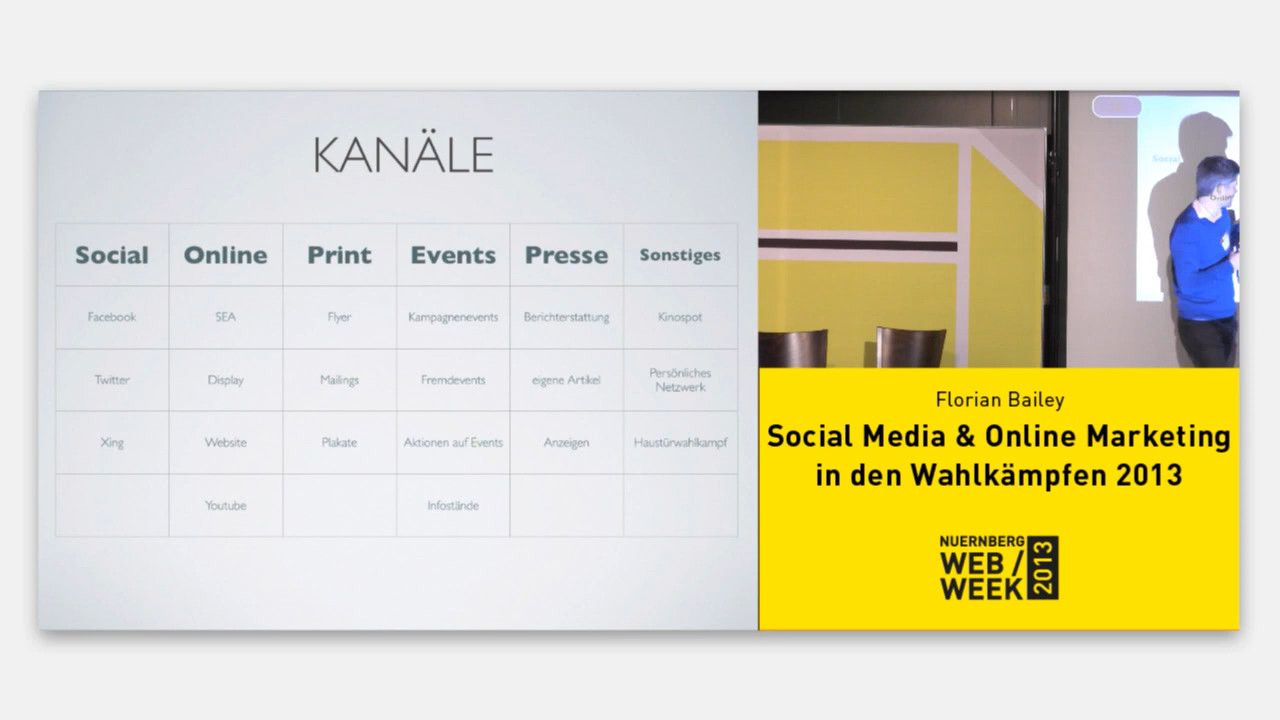 KANÄLE
Social Online Print Events Presse Sonstiges
Facebook SEA Flyer Kampagnenevents Berichterstattung Kinospot
Twitter Display Mailings Fremdevents eigene Artikel Persönliches Netzwerk
Xing Website Plakate Aktionen auf Events Anzeigen Haustürwahlkampf
Youtube Infostände
Social
Online
Florian Bailey
Social Media & Online Marketing
in den Wahlkämpfen 2013
NUERNBERG
WEB /
WEEK
2013